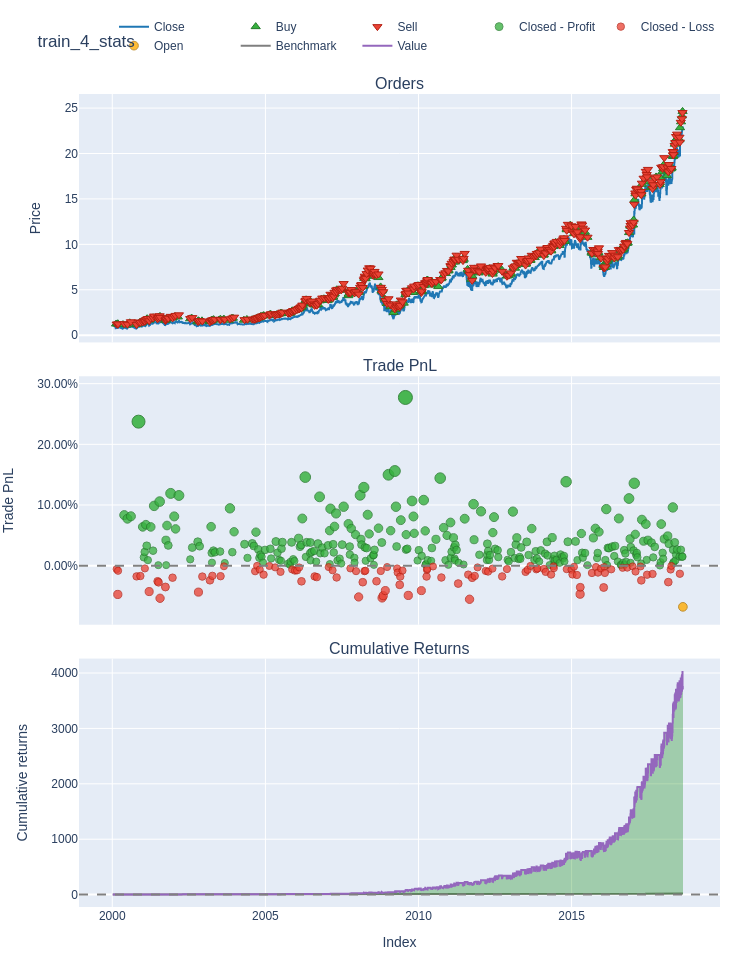 train_4_stats
Close
Buy
Sell
Closed - Profit
Closed - Loss
Open
Benchmark
Value
Orders
25
20
15
10
5
0
Price
Trade PnL
30.00%
20.00%
10.00%
0.00%
Trade PnL
Cumulative Returns
4000
3000
2000
1000
0
Cumulative returns
2000
2005
2010
2015
Index